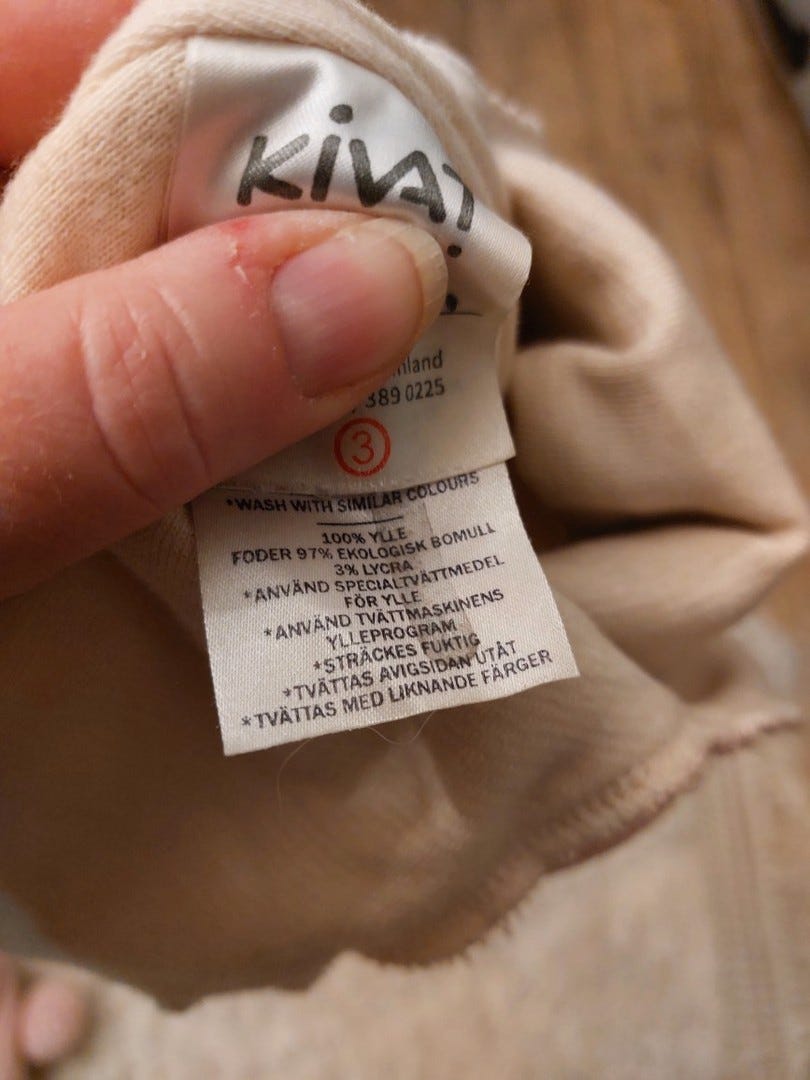 KIVAT
389 0225
3
*WASH WITH SIMILAR COLOURS
100% YLLE
FODER 97% EKOLOGISK BOMULL
3% LYCRA
*ANVÄND SPECIALTVÄTTMEDEL
FÖR YLLE
*ANVÄND TVÄTTMASKINENS
YLLEPROGRAM
*STRÄCKES FUKTIG
*TVÄTTAS AVIGSIDAN UTÅT
*TVÄTTAS MED LIKNANDE FÄRGER